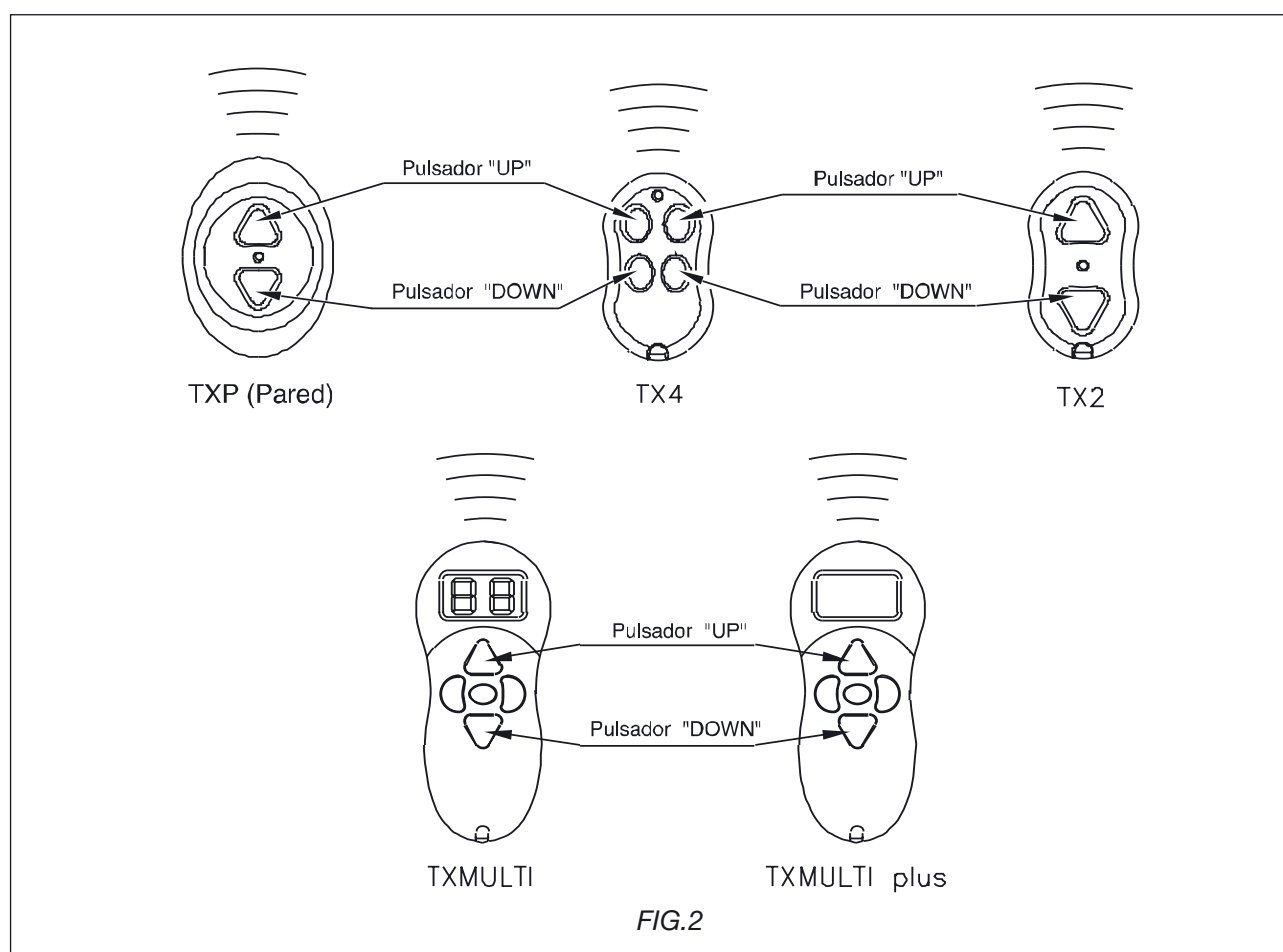 Pulsador "UP"
Pulsador "UP"
Pulsador "DOWN"
Pulsador "DOWN"
TXP (Pared)
TX4
TX2
88
Pulsador "UP"
Pulsador "DOWN"
TXMULTI
TXMULTI plus
FIG.2